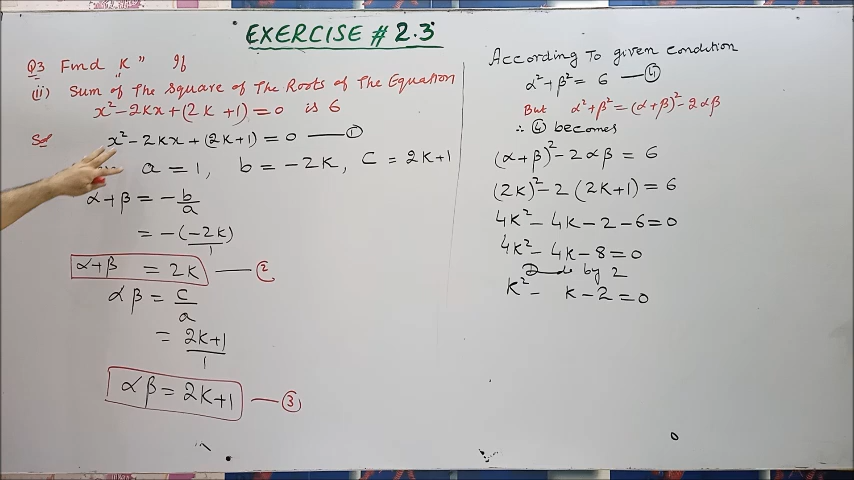 EXERCISE # 2.3
Q3 Find "K" If
(ii) Sum of The square of The Roots of The Equation
x² - 2Kx + (2K + 1) = 0 is 6
Sol
x² - 2Kx + (2K+1) = 0 —— ①
a = 1, b = -2K, C = 2K+1
α+β = -b/a
= -(-2K)/1
α+β = 2K —— ②
αβ = c/a
= 2K+1/1
αβ = 2K+1 —— ③
According To given condition
α² + β² = 6 —— ④
But α²+β² = (α+β)² - 2αβ
∴ ④ becomes
(α+β)² - 2αβ = 6
(2K)² - 2(2K+1) = 6
4K² - 4K - 2 - 6 = 0
4K² - 4K - 8 = 0
by 2
K² - K - 2 = 0